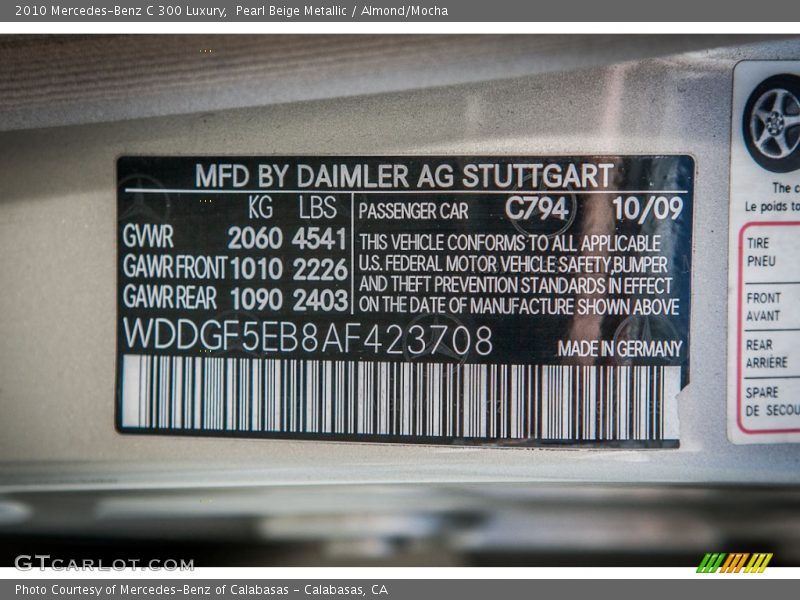 2010 Mercedes-Benz C 300 Luxury, Pearl Beige Metallic / Almond/Mocha
MFD BY DAIMLER AG STUTTGART
KG LBS
GVWR 2060 4541
GAWR FRONT 1010 2226
GAWR REAR 1090 2403
PASSENGER CAR C794 10/09
THIS VEHICLE CONFORMS TO ALL APPLICABLE
U.S. FEDERAL MOTOR VEHICLE SAFETY,BUMPER
AND THEFT PREVENTION STANDARDS IN EFFECT
ON THE DATE OF MANUFACTURE SHOWN ABOVE
WDDGF5EB8AF423708
MADE IN GERMANY
The c
Le poids to
TIRE
PNEU
FRONT
AVANT
REAR
ARRIÈRE
SPARE
DE SECOU
GTCARLOT.COM
Photo Courtesy of Mercedes-Benz of Calabasas - Calabasas, CA